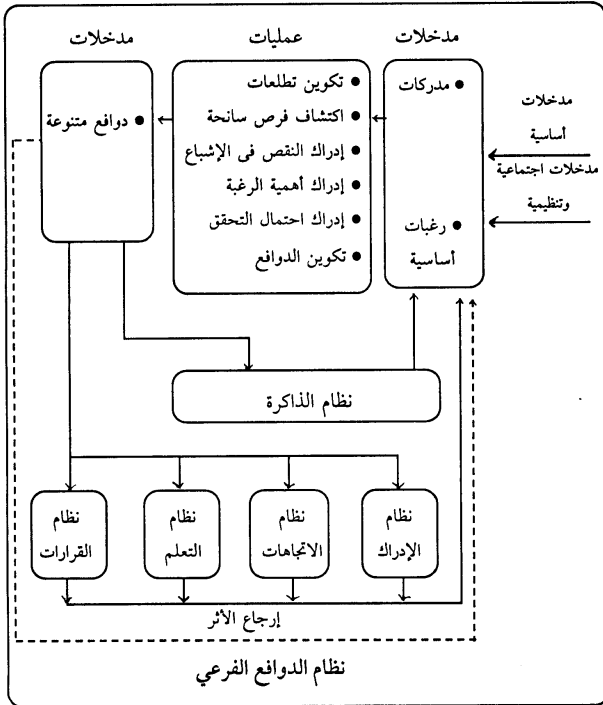 مدخلات
عمليات
مدخلات
مدخلات
أساسية
مدخلات اجتماعية
وتنظيمية
● مدركات
● رغبات
أساسية
● تكوين تطلعات
● اكتشاف فرص سانحة
● إدراك النقص فى الإشباع
● إدراك أهمية الرغبة
● إدراك احتمال التحقق
● تكوين الدوافع
● دوافع متنوعة
نظام الذاكرة
نظام
الإدراك
نظام
الاتجاهات
نظام
التعلم
نظام
القرارات
إرجاع الأثر
نظام الدوافع الفرعي